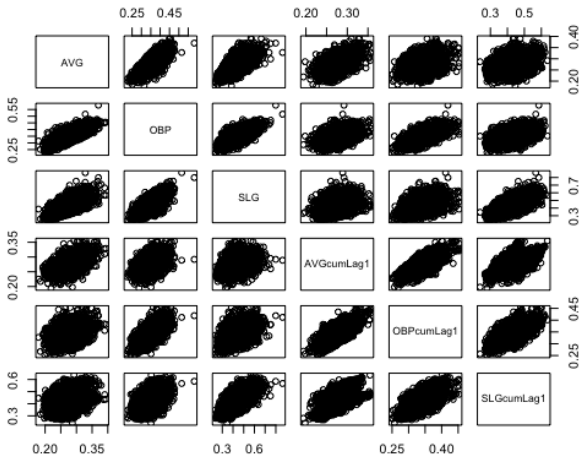 0.25 0.45 0.20 0.30 0.3 0.5
AVG 0.20 0.40
0.25 0.55 OBP
SLG 0.3 0.7
0.20 0.35 AVGcumLag1
OBPcumLag1 0.25 0.45
0.3 0.6 SLGcumLag1
0.20 0.35 0.3 0.6 0.25 0.40